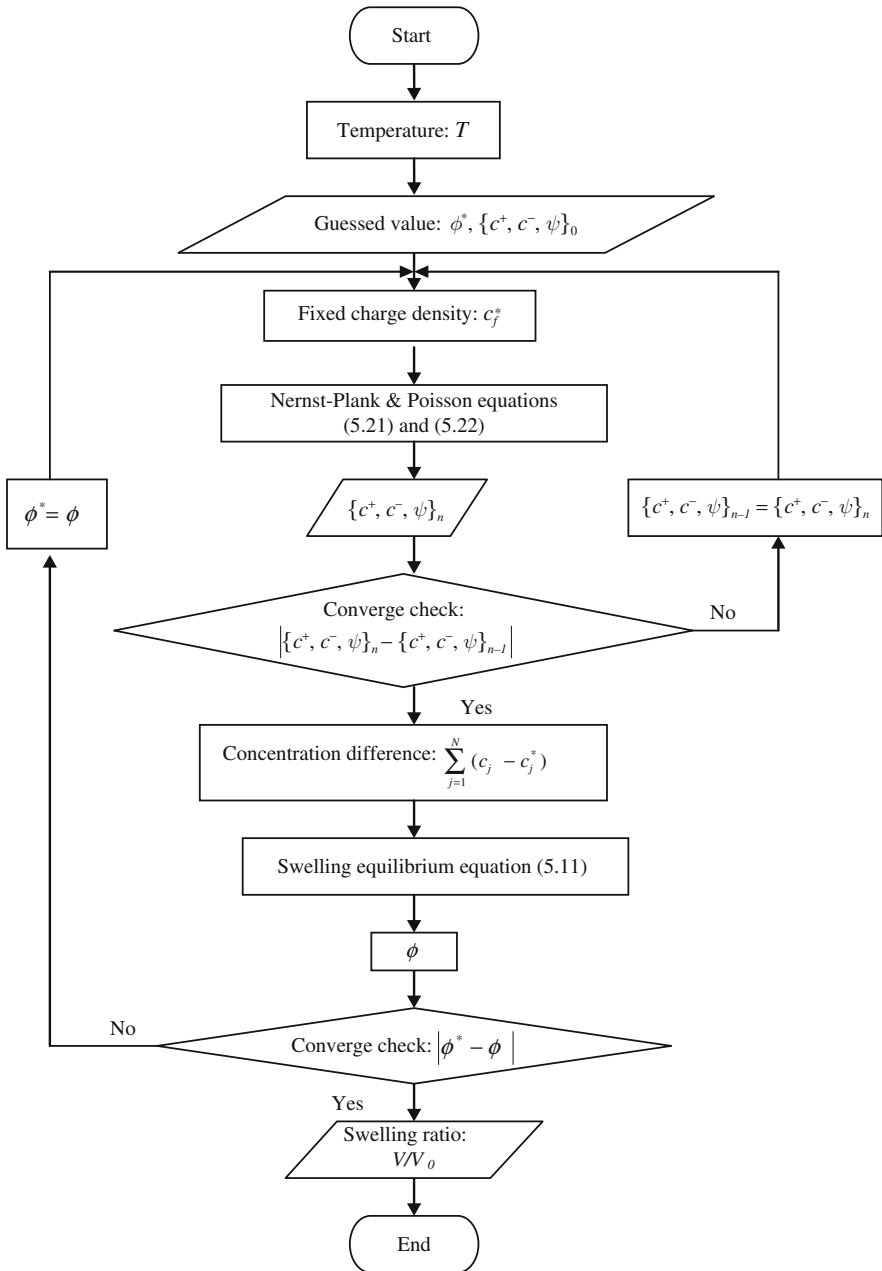 Start
Temperature: T
Guessed value: ϕ*, {c⁺, c⁻, ψ}₀
Fixed charge density: c_f*
Nernst-Plank & Poisson equations
(5.21) and (5.22)
{c⁺, c⁻, ψ}ₙ
ϕ* = ϕ
{c⁺, c⁻, ψ}ₙ₋₁ = {c⁺, c⁻, ψ}ₙ
Converge check:
|{c⁺, c⁻, ψ}ₙ − {c⁺, c⁻, ψ}ₙ₋₁|
No
Yes
Concentration difference: ∑_{j=1}^{N} (c_j − c_j*)
Swelling equilibrium equation (5.11)
ϕ
No
Converge check: |ϕ* − ϕ|
Yes
Swelling ratio:
V/V₀
End